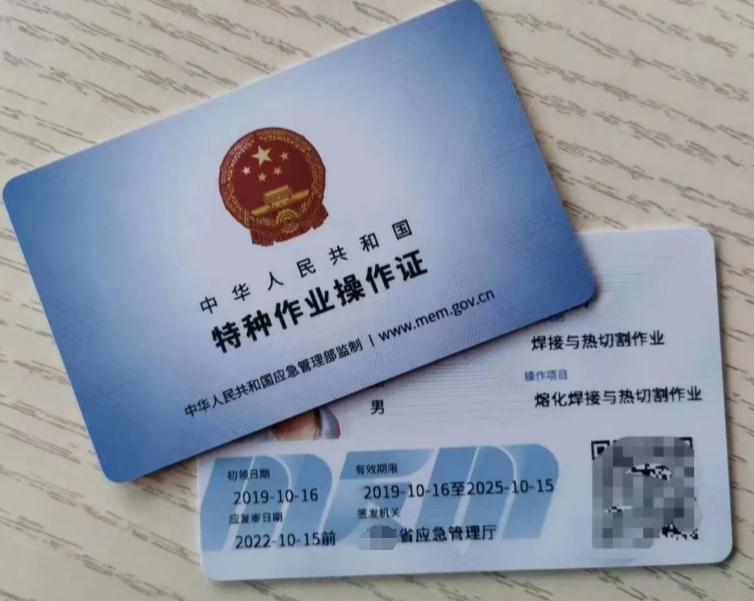 中华人民共和国
特种作业操作证
中华人民共和国应急管理部监制 | www.mem.gov.cn
焊接与热切割作业
操作项目
熔化焊接与热切割作业
男
初领日期
2019-10-16
有效期限
2019-10-16至2025-10-15
应复审日期
2022-10-15前
签发机关
省应急管理厅